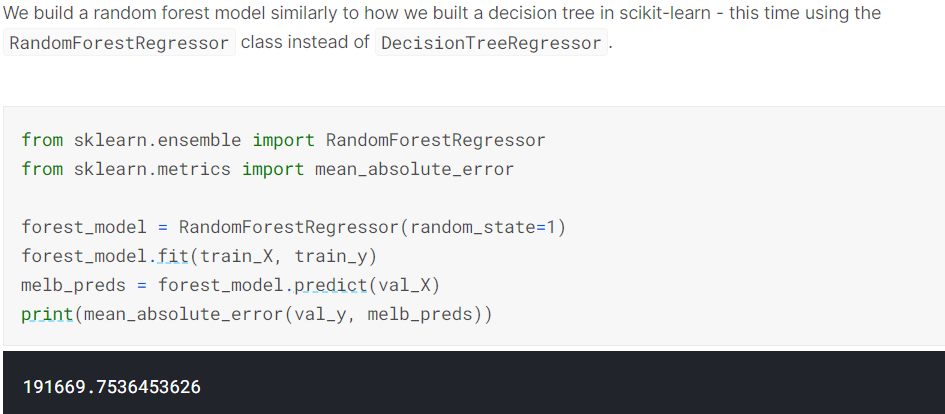 We build a random forest model similarly to how we built a decision tree in scikit-learn - this time using the
RandomForestRegressor class instead of DecisionTreeRegressor.
from sklearn.ensemble import RandomForestRegressor
from sklearn.metrics import mean_absolute_error
forest_model = RandomForestRegressor(random_state=1)
forest_model.fit(train_X, train_y)
melb_preds = forest_model.predict(val_X)
print(mean_absolute_error(val_y, melb_preds))
191669.7536453626